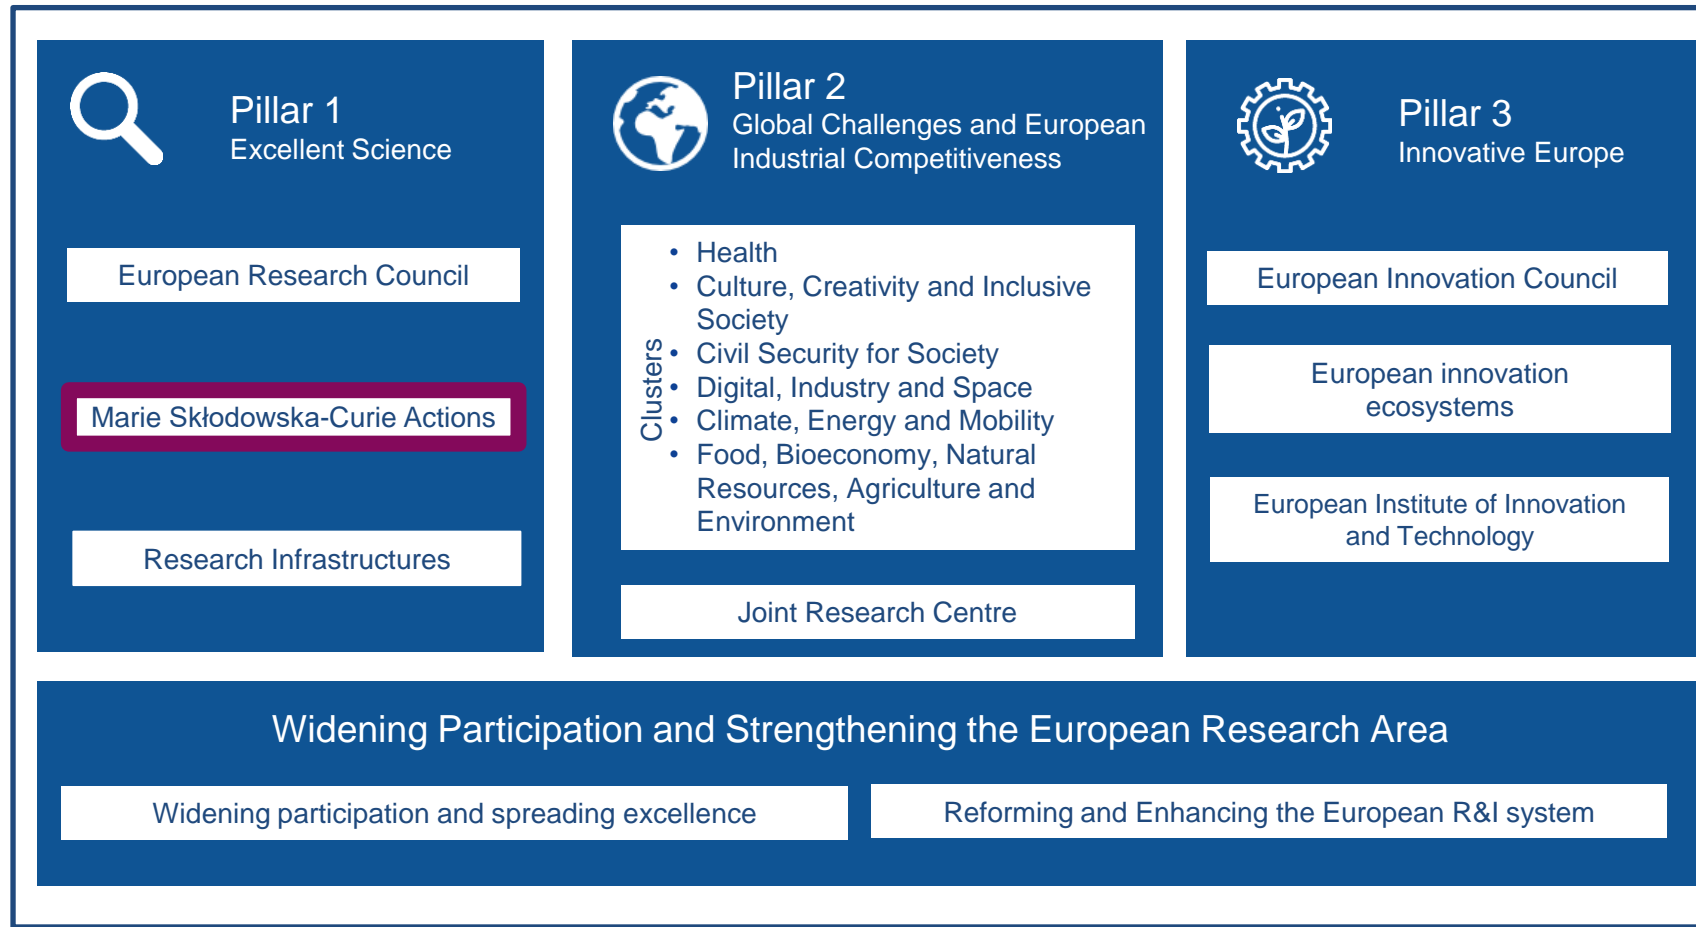 Pillar 1
Excellent Science
European Research Council
Marie Skłodowska-Curie Actions
Research Infrastructures
Pillar 2
Global Challenges and European
Industrial Competitiveness
Clusters
• Health
• Culture, Creativity and Inclusive
Society
• Civil Security for Society
• Digital, Industry and Space
• Climate, Energy and Mobility
• Food, Bioeconomy, Natural
Resources, Agriculture and
Environment
Joint Research Centre
Pillar 3
Innovative Europe
European Innovation Council
European innovation
ecosystems
European Institute of Innovation
and Technology
Widening Participation and Strengthening the European Research Area
Widening participation and spreading excellence
Reforming and Enhancing the European R&I system